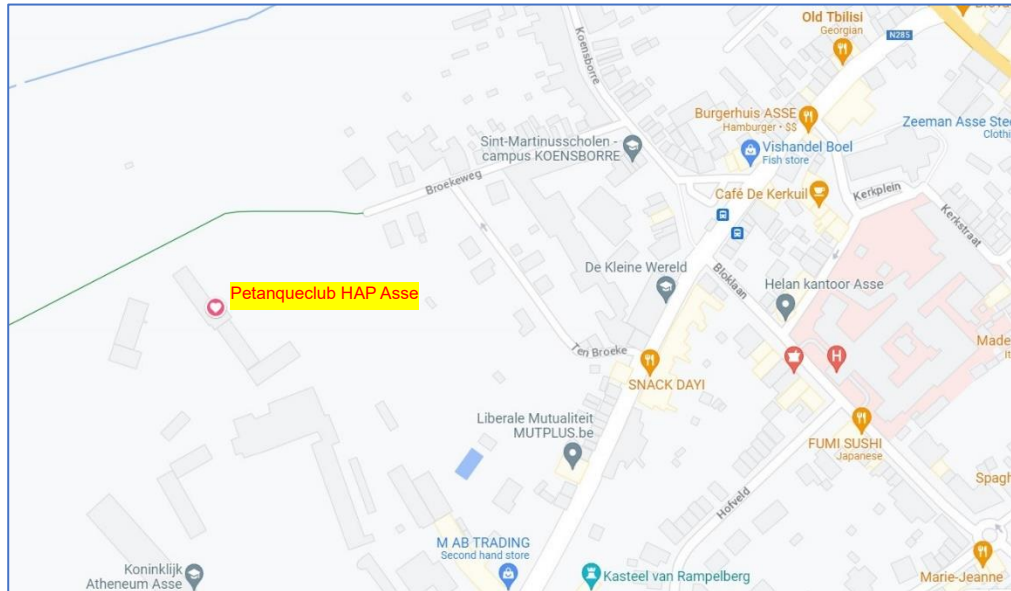 Old Tbilisi
Georgian
N285
Koensborre
Burgerhuis ASSE
Hamburger • $$
Zeeman Asse Stee
Clothi
Sint-Martinusscholen -
campus KOENSBORRE
Vishandel Boel
Fish store
Broekeweg
Café De Kerkuil
Kerkplein
Kerkstraat
De Kleine Wereld
Bloklaan
Helan kantoor Asse
Petanqueclub HAP Asse
Ten Broeke
H
Made
SNACK DAYI
Liberale Mutualiteit
MUTPLUS.be
FUMI SUSHI
Japanese
Spagh
Hofveld
M AB TRADING
Second hand store
Koninklijk
Atheneum Asse
Kasteel van Rampelberg
Marie-Jeanne